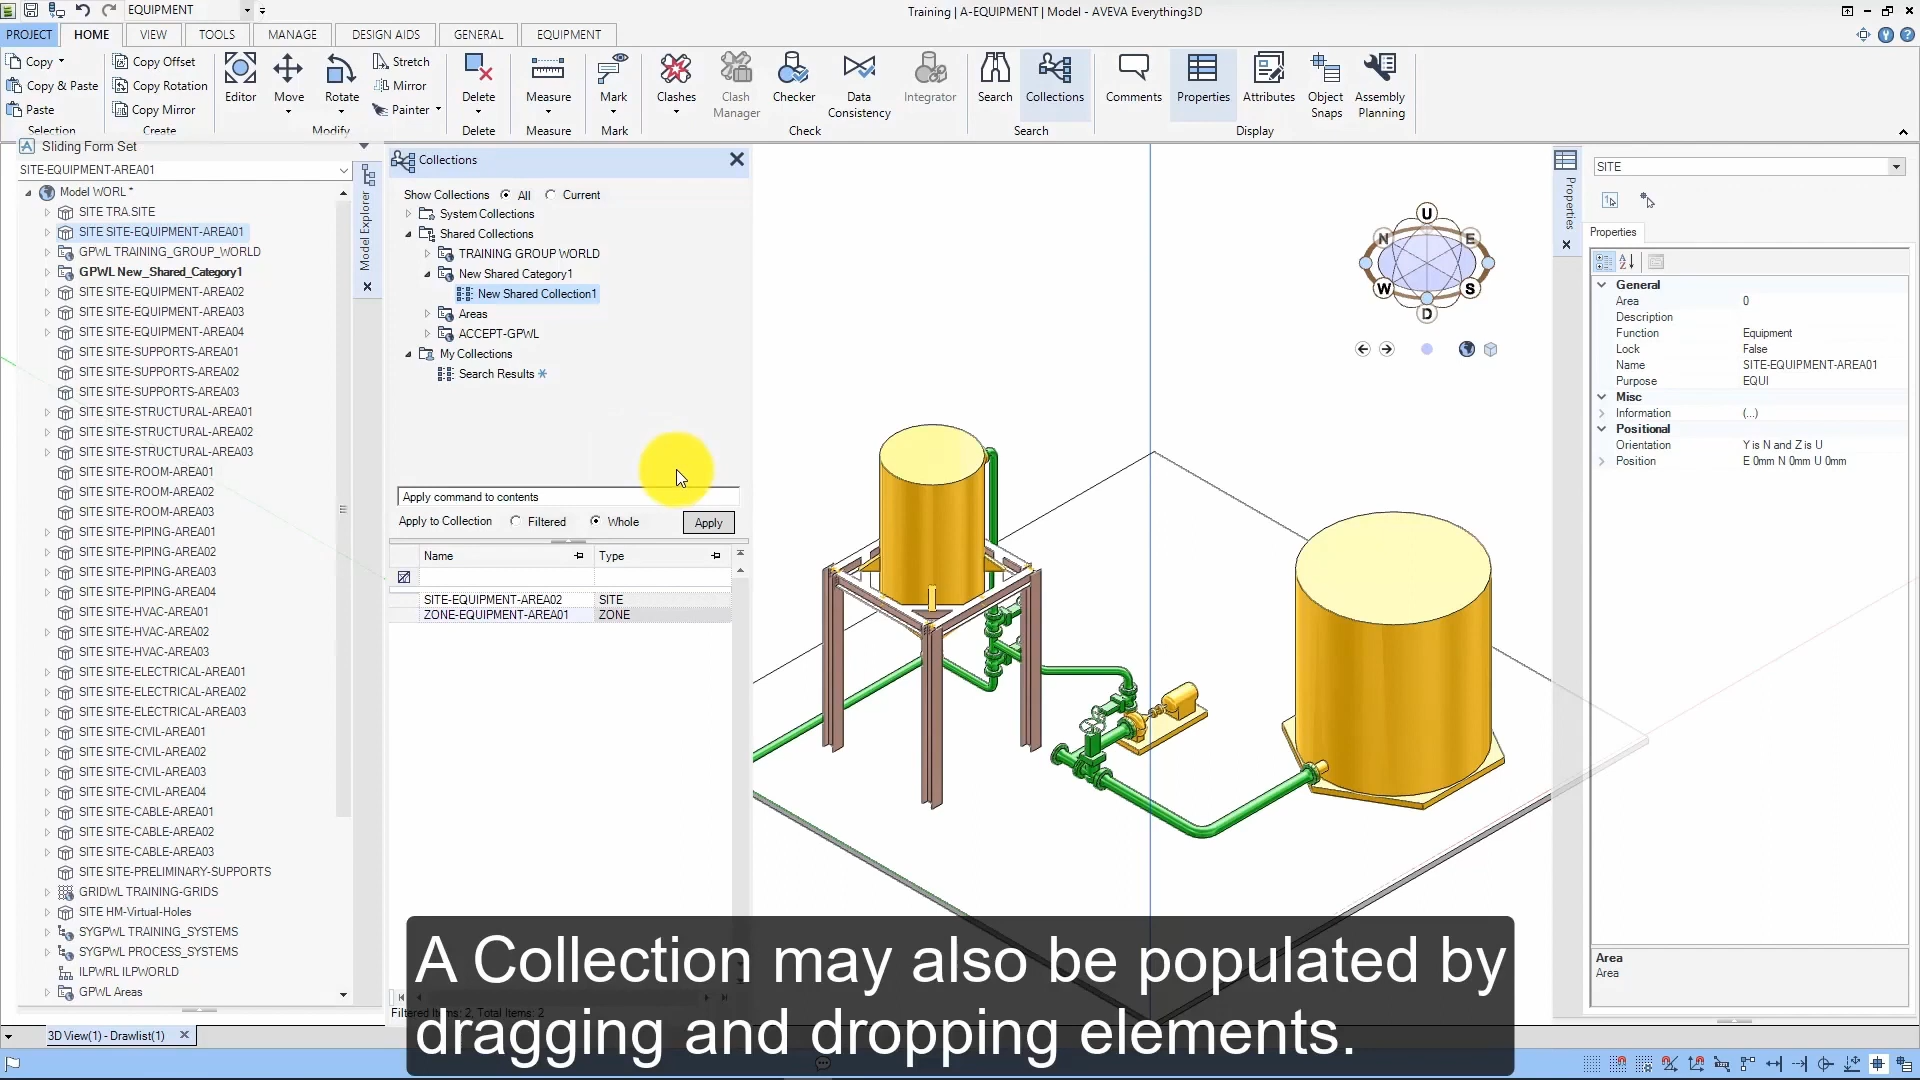 EQUIPMENT
Training | A-EQUIPMENT | Model - AVEVA Everything3D
PROJECT HOME VIEW TOOLS MANAGE DESIGN AIDS GENERAL EQUIPMENT
Copy
Copy & Paste
Paste
Selection
Copy Offset
Copy Rotation
Copy Mirror
Create
Editor
Move
Rotate
Stretch
Mirror
Painter
Modify
Delete
Delete
Measure
Measure
Mark
Mark
Clashes
Clash Manager
Checker
Data Consistency
Integrator
Check
Search
Collections
Search
Comments
Properties
Attributes
Object Snaps
Assembly Planning
Display
Sliding Form Set
SITE-EQUIPMENT-AREA01
Model WORL *
SITE TRA.SITE
SITE SITE-EQUIPMENT-AREA01
GPWL TRAINING_GROUP_WORLD
GPWL New_Shared_Category1
SITE SITE-EQUIPMENT-AREA02
SITE SITE-EQUIPMENT-AREA03
SITE SITE-EQUIPMENT-AREA04
SITE SITE-SUPPORTS-AREA01
SITE SITE-SUPPORTS-AREA02
SITE SITE-SUPPORTS-AREA03
SITE SITE-STRUCTURAL-AREA01
SITE SITE-STRUCTURAL-AREA02
SITE SITE-STRUCTURAL-AREA03
SITE SITE-ROOM-AREA01
SITE SITE-ROOM-AREA02
SITE SITE-ROOM-AREA03
SITE SITE-PIPING-AREA01
SITE SITE-PIPING-AREA02
SITE SITE-PIPING-AREA03
SITE SITE-PIPING-AREA04
SITE SITE-HVAC-AREA01
SITE SITE-HVAC-AREA02
SITE SITE-HVAC-AREA03
SITE SITE-ELECTRICAL-AREA01
SITE SITE-ELECTRICAL-AREA02
SITE SITE-ELECTRICAL-AREA03
SITE SITE-CIVIL-AREA01
SITE SITE-CIVIL-AREA02
SITE SITE-CIVIL-AREA03
SITE SITE-CIVIL-AREA04
SITE SITE-CABLE-AREA01
SITE SITE-CABLE-AREA02
SITE SITE-CABLE-AREA03
SITE SITE-PRELIMINARY-SUPPORTS
GRIDWL TRAINING-GRIDS
SITE HM-Virtual-Holes
SYGPWL TRAINING_SYSTEMS
SYGPWL PROCESS_SYSTEMS
ILPWRL ILPWORLD
GPWL Areas
Model Explorer
Collections
Show Collections All Current
System Collections
Shared Collections
TRAINING GROUP WORLD
New Shared Category1
New Shared Collection1
Areas
ACCEPT-GPWL
My Collections
Search Results
Apply command to contents
Apply to Collection Filtered Whole Apply
Name Type
SITE-EQUIPMENT-AREA02 SITE
ZONE-EQUIPMENT-AREA01 ZONE
Filtered Items: 2, Total Items: 2
U
N E
W S
D
Properties
SITE
Properties
General
Area 0
Description
Function Equipment
Lock False
Name SITE-EQUIPMENT-AREA01
Purpose EQUI
Misc
Information (...)
Positional
Orientation Y is N and Z is U
Position E 0mm N 0mm U 0mm
Area
Area
3D View(1) - Drawlist(1)
A Collection may also be populated by
dragging and dropping elements.